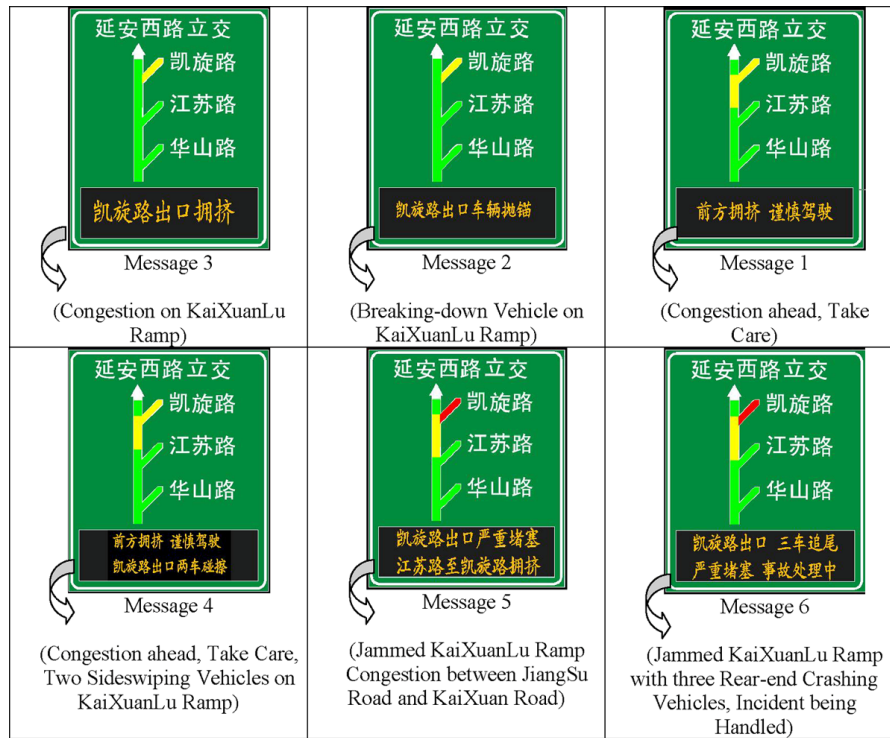 延安西路立交
凯旋路
江苏路
华山路
凯旋路出口拥挤
Message 3
(Congestion on KaiXuanLu
Ramp)
延安西路立交
凯旋路
江苏路
华山路
凯旋路出口车辆抛锚
Message 2
(Breaking-down Vehicle on
KaiXuanLu Ramp)
延安西路立交
凯旋路
江苏路
华山路
前方拥挤 谨慎驾驶
Message 1
(Congestion ahead, Take
Care)
延安西路立交
凯旋路
江苏路
华山路
前方拥挤 谨慎驾驶
凯旋路出口两车碰擦
Message 4
(Congestion ahead, Take Care,
Two Sideswiping Vehicles on
KaiXuanLu Ramp)
延安西路立交
凯旋路
江苏路
华山路
凯旋路出口严重堵塞
江苏路至凯旋路拥挤
Message 5
(Jammed KaiXuanLu Ramp
Congestion between JiangSu
Road and KaiXuan Road)
延安西路立交
凯旋路
江苏路
华山路
凯旋路出口 三车追尾
严重堵塞 事故处理中
Message 6
(Jammed KaiXuanLu Ramp
with three Rear-end Crashing
Vehicles, Incident being
Handled)